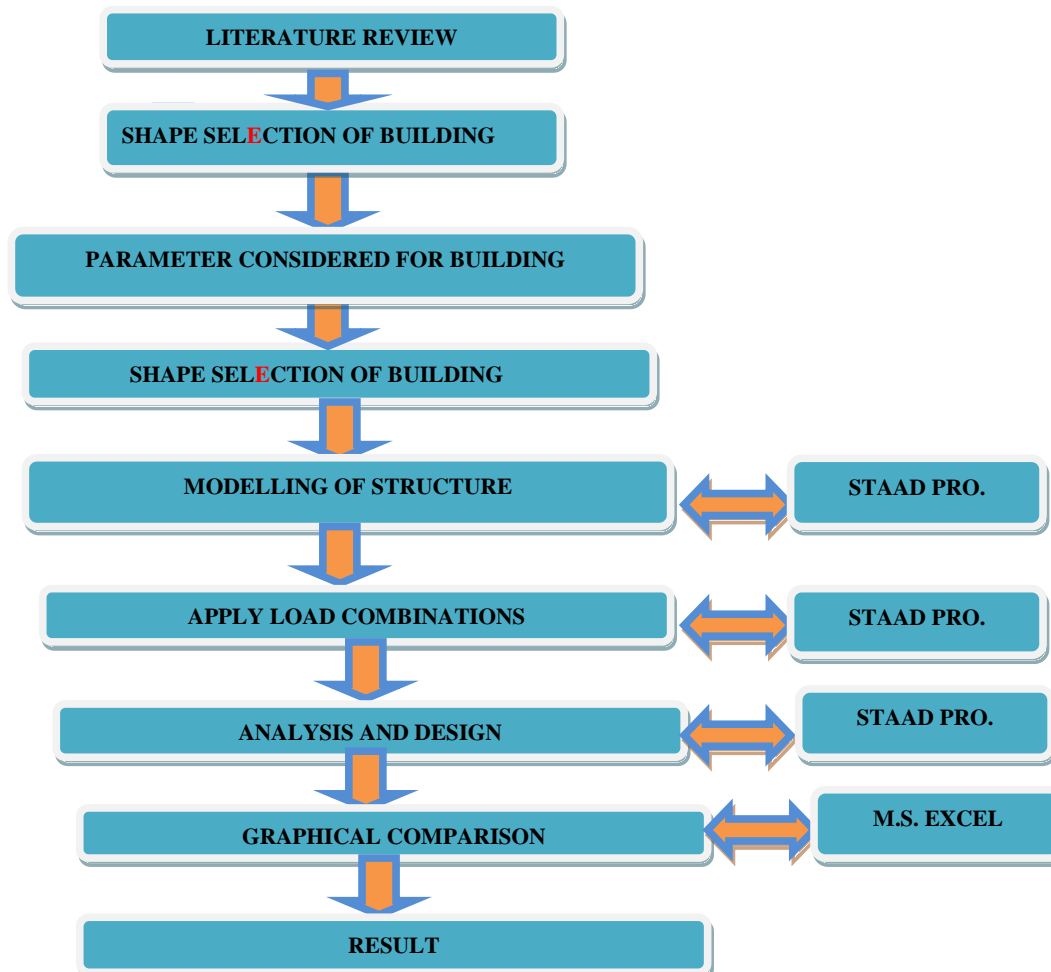 LITERATURE REVIEW
SHAPE SELECTION OF BUILDING
PARAMETER CONSIDERED FOR BUILDING
SHAPE SELECTION OF BUILDING
MODELLING OF STRUCTURE
STAAD PRO.
APPLY LOAD COMBINATIONS
STAAD PRO.
ANALYSIS AND DESIGN
STAAD PRO.
GRAPHICAL COMPARISON
M.S. EXCEL
RESULT